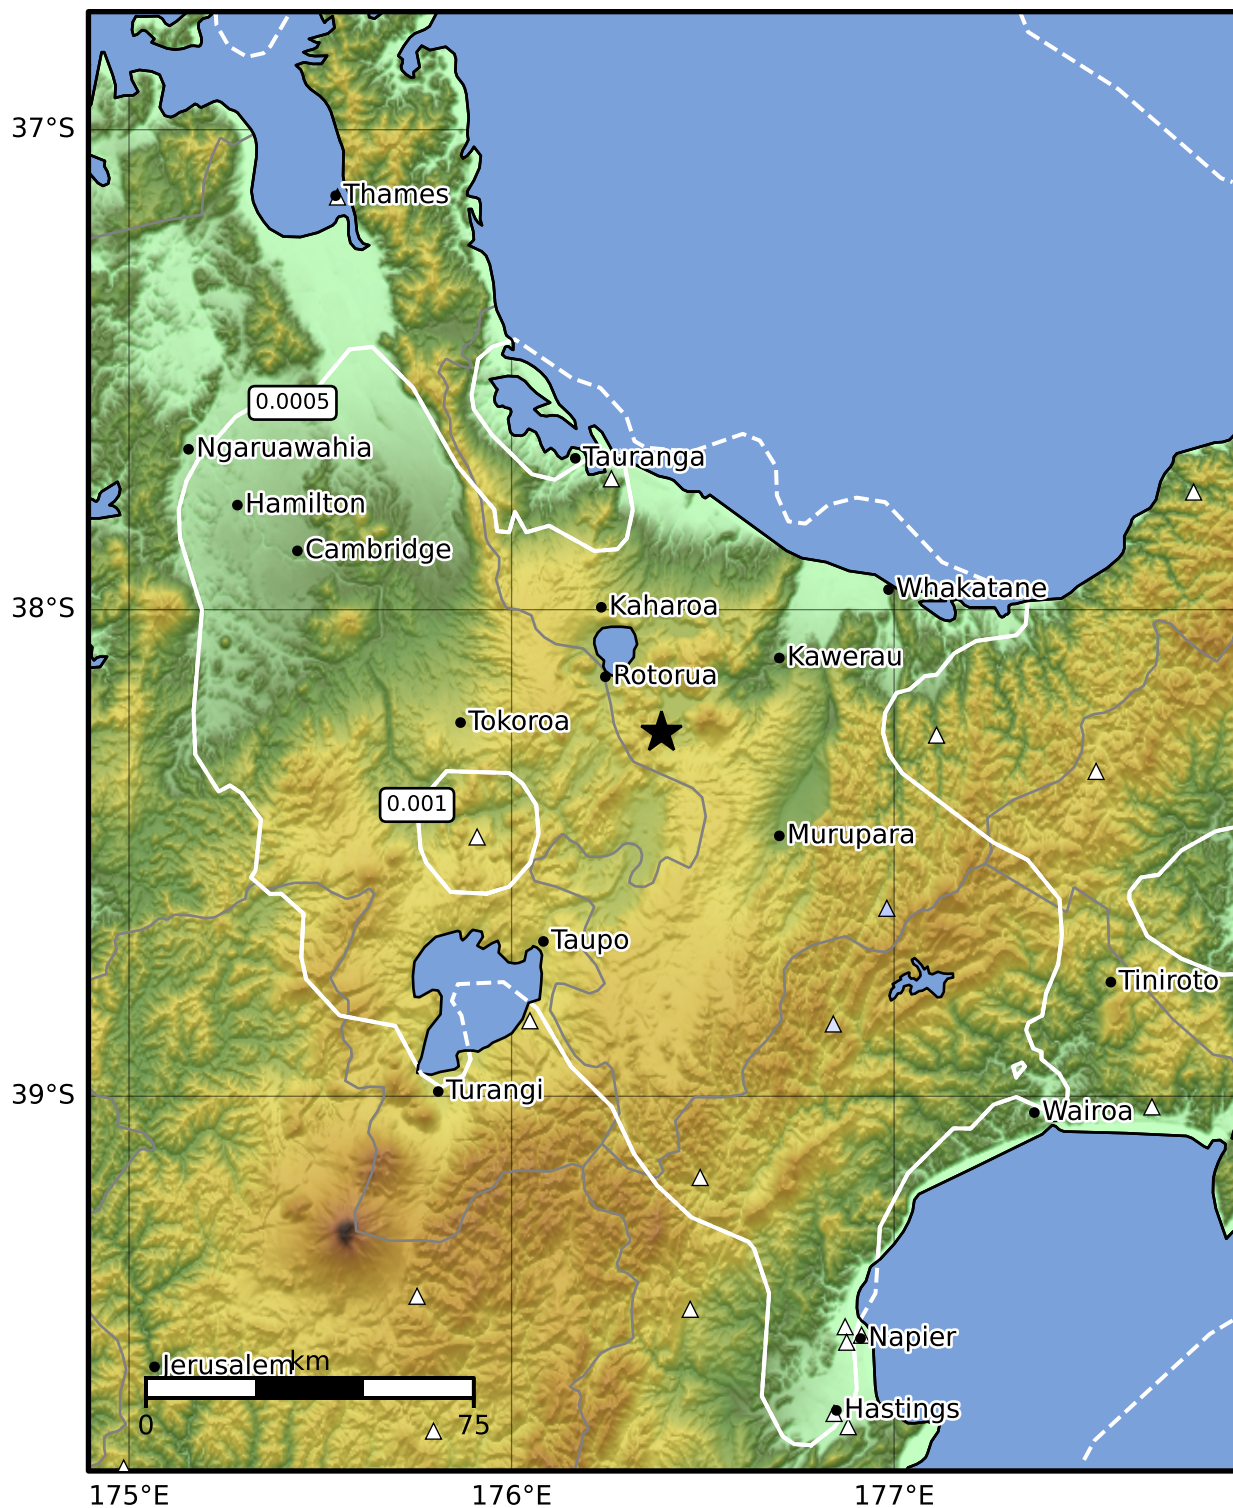 37°S
Thames
0.0005
Ngaruawahia
Tauranga
Hamilton
Cambridge
Whakatane
38°S
Kaharoa
Kawerau
Rotorua
Tokoroa
0.001
Murupara
Taupo
Tiniroto
39°S
Turangi
Wairoa
Napier
Jerusalem
km
Hastings
0
75
175°E
176°E
177°E